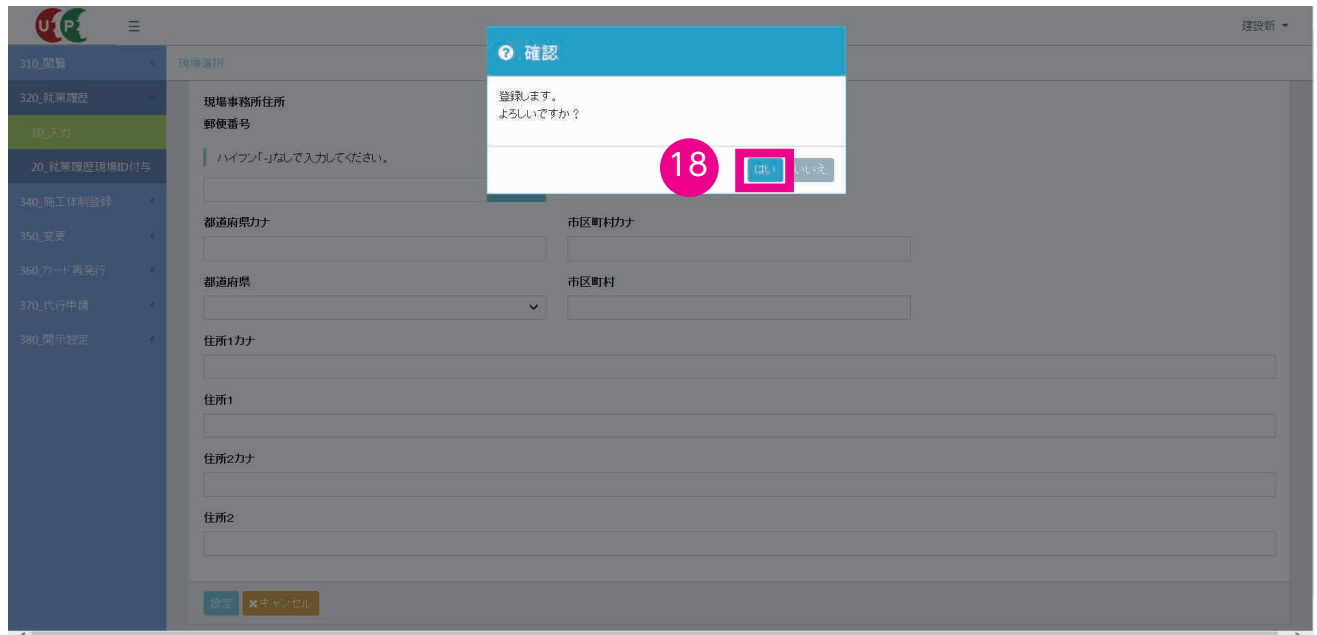 U P
建設新
310_閲覧
320_就業履歴
10_入力
20_就業履歴現場ID付与
340_施工体制登録
350_変更
360_カード再発行
370_代行申請
380_開示設定
現場選択
確認
登録します。
よろしいですか？
18
はい
いいえ
現場事務所住所
郵便番号
ハイフン「-」なしで入力してください。
都道府県カナ
市区町村カナ
都道府県
市区町村
住所1カナ
住所1
住所2カナ
住所2
設定
キャンセル